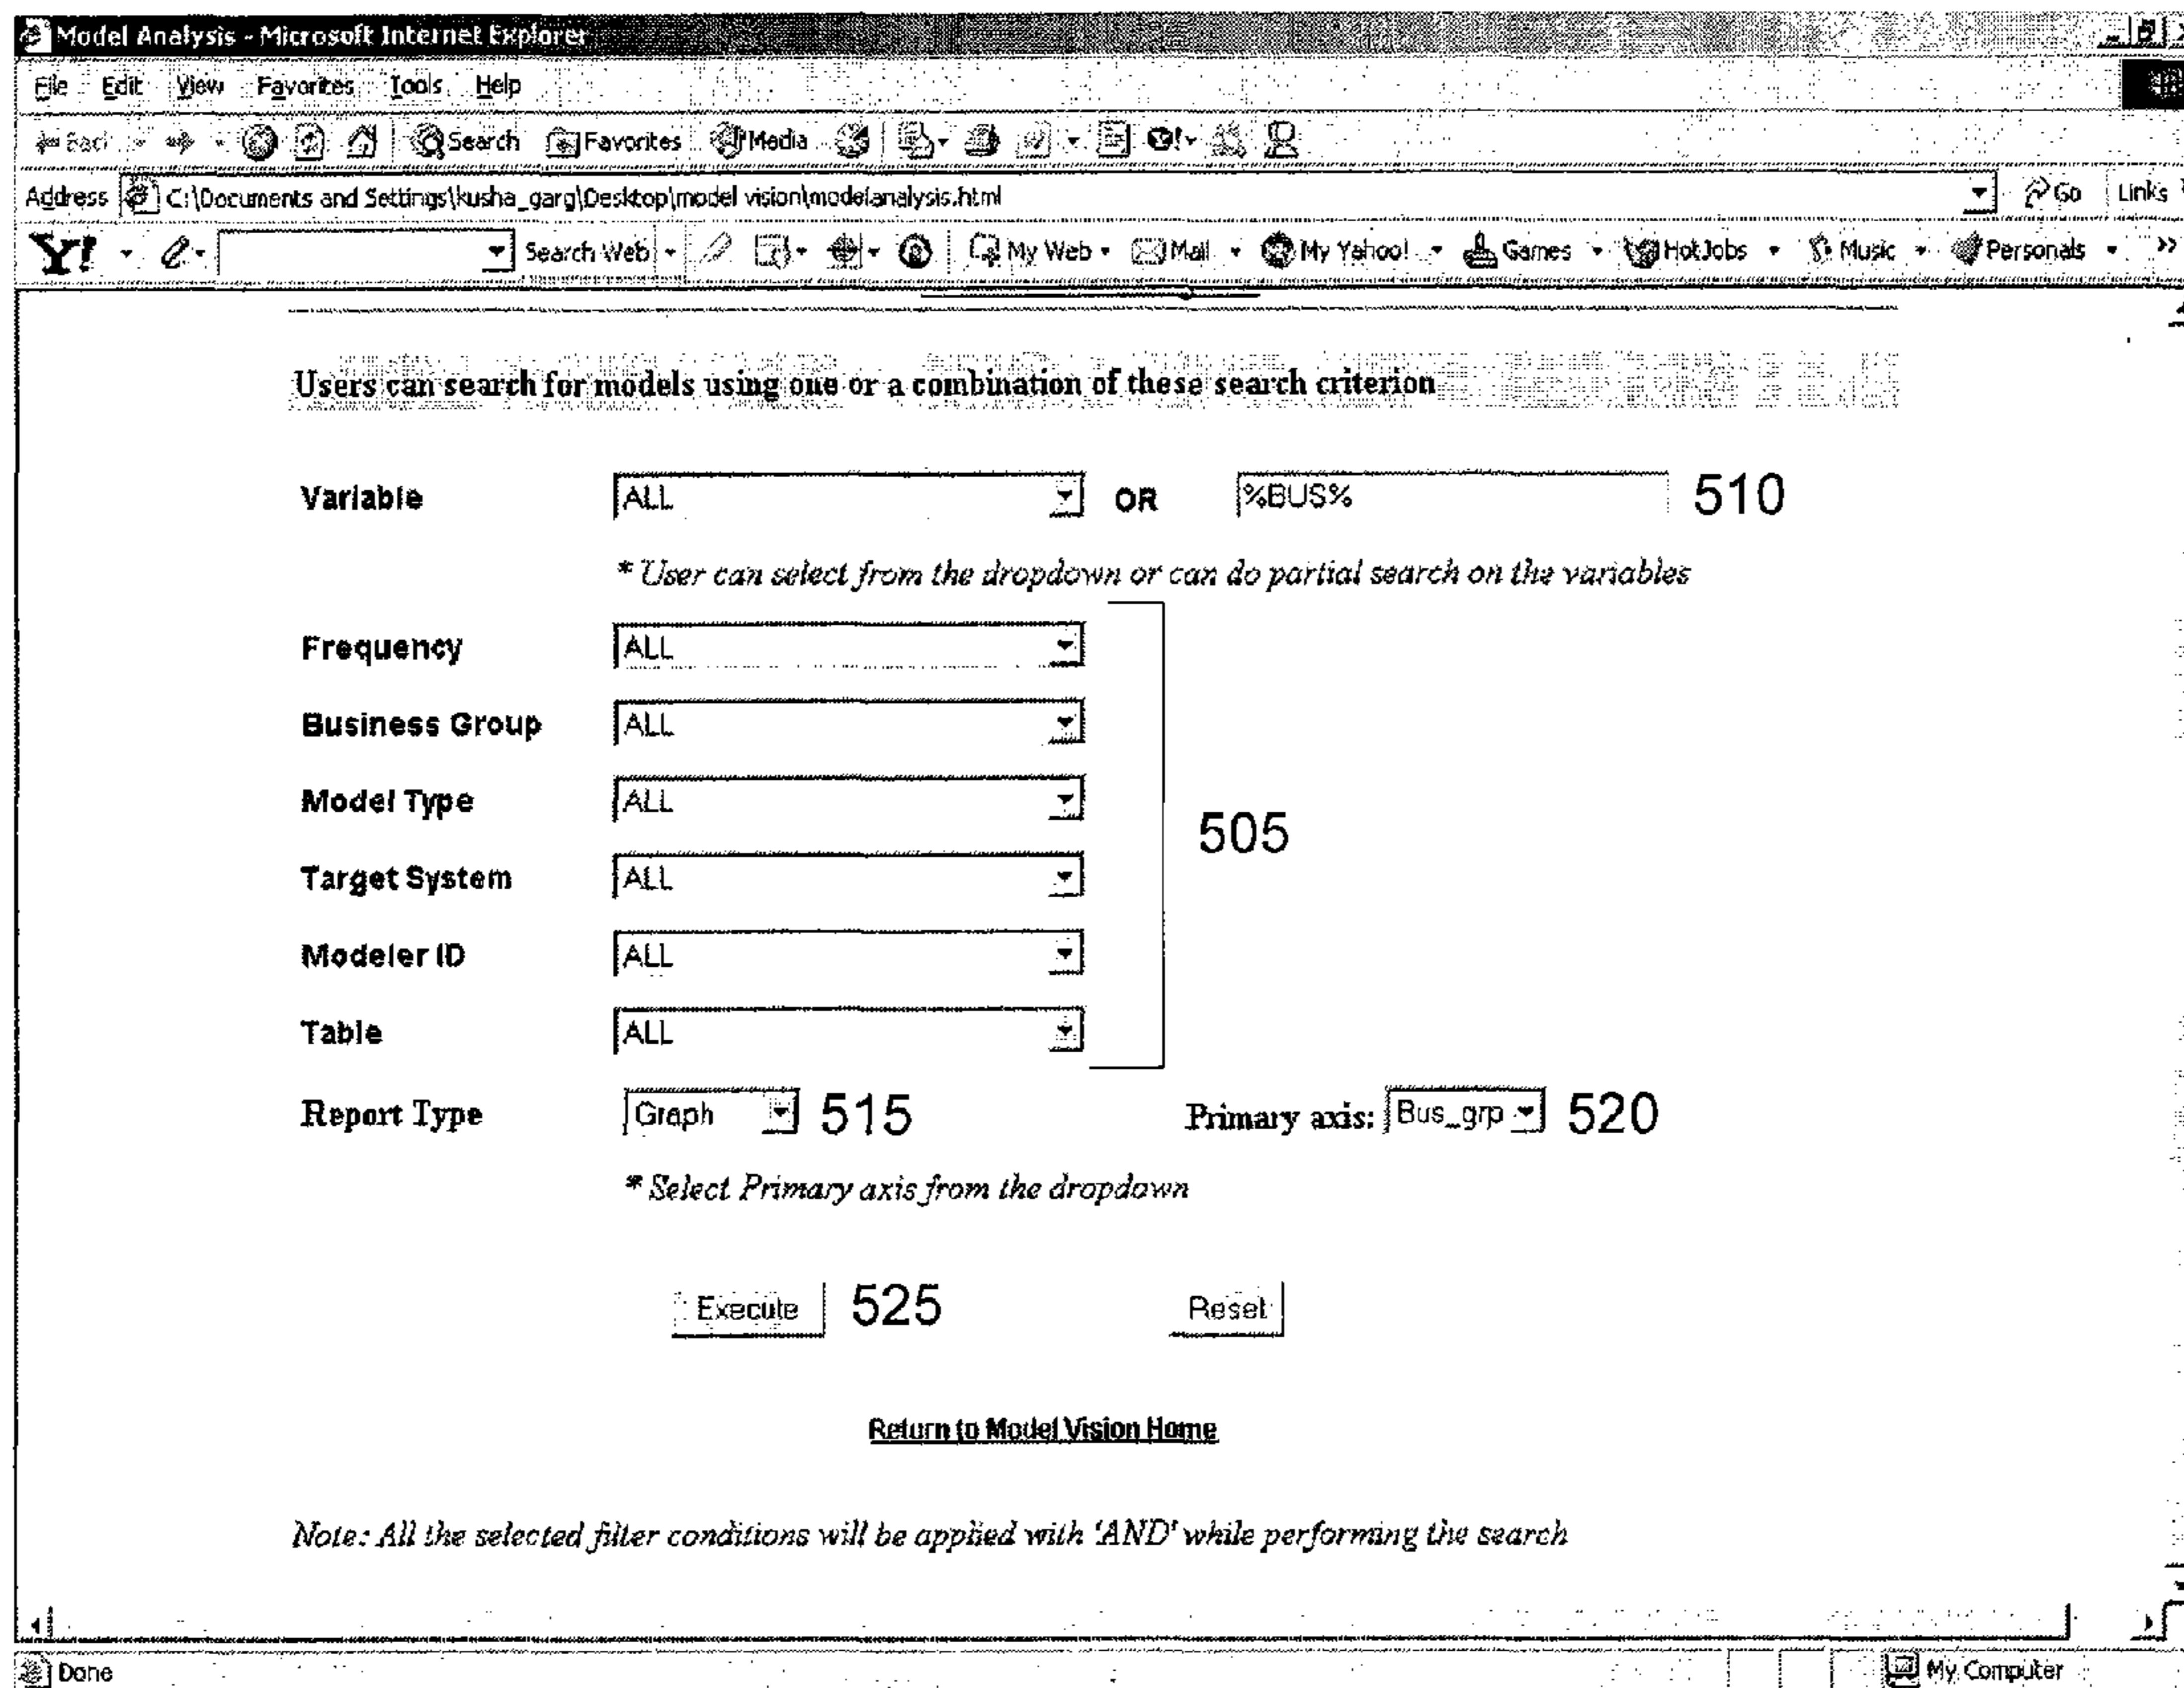 Model Analysis - Microsoft Internet Explorer
File Edit View Favorites Tools Help
Back Search Favorites Media
Address C:\Documents and Settings\kusha_garg\Desktop\model vision\modelanalysis.html Go Links
Y! Search Web My Web Mail My Yahoo! Games HotJobs Music Personals »
Users can search for models using one or a combination of these search criterion
Variable ALL OR %BUS% 510
* User can select from the dropdown or can do partial search on the variables
Frequency ALL
Business Group ALL
Model Type ALL
505
Target System ALL
Modeler ID ALL
Table ALL
Report Type Graph 515 Primary axis: Bus_grp 520
* Select Primary axis from the dropdown
Execute 525 Reset
Return to Model Vision Home
Note: All the selected filter conditions will be applied with 'AND' while performing the search
Done My Computer